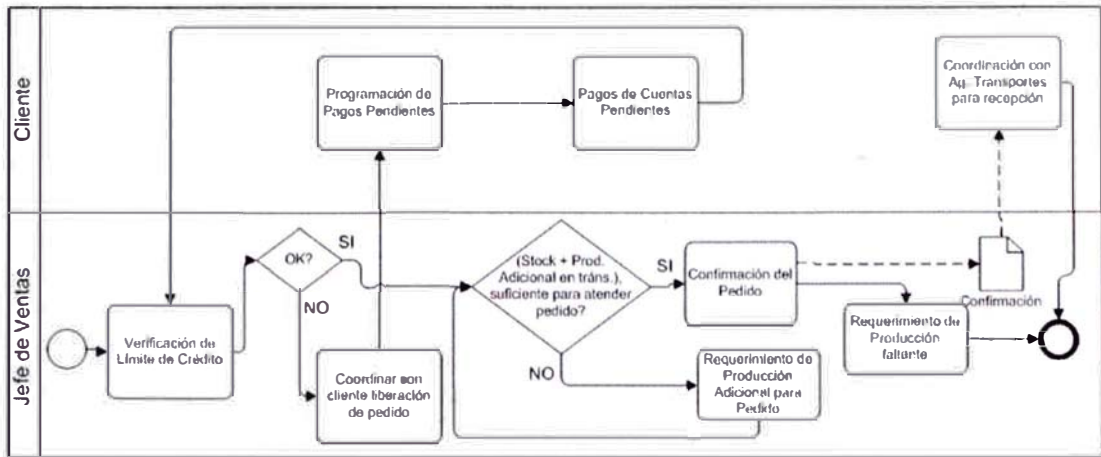 Cliente
Programación de
Pagos Pendientes
Pagos de Cuentas
Pendientes
Coordinación con
Ag. Transportes
para recepción
Jefe de Ventas
Verificación de
Límite de Crédito
OK?
SI
NO
Coordinar con
cliente liberación
de pedido
(Stock + Prod.
Adicional en tráns.),
suficiente para atender
pedido?
SI
NO
Confirmación del
Pedido
Requerimiento de
Producción
Adicional para
Pedido
Confirmación
Requerimiento de
Producción
faltante